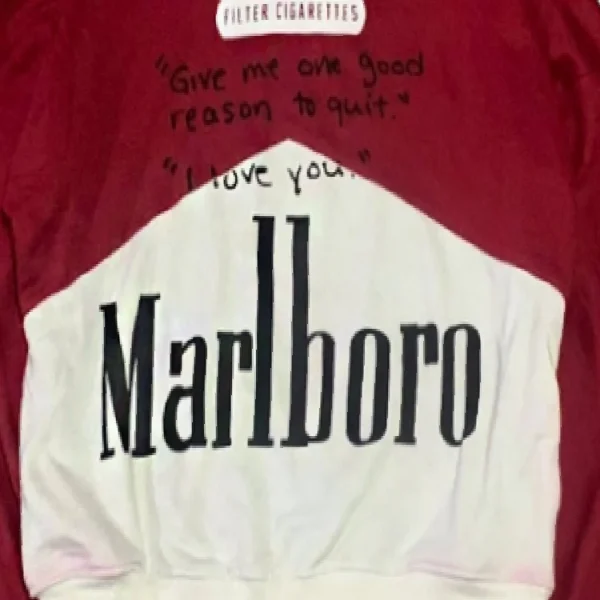 FILTER CIGARETTES
"Give me one good
reason to quit."
"I love you."
Marlboro